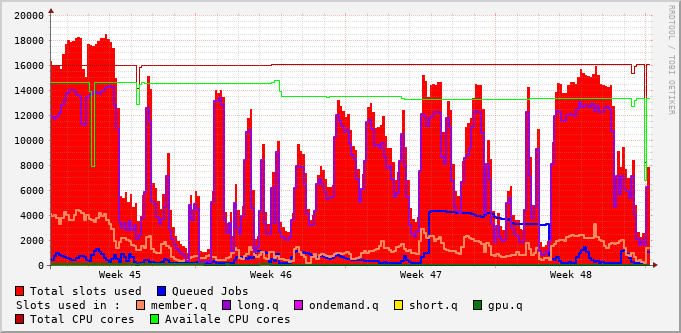 20000
18000
16000
14000
12000
10000
8000
6000
4000
2000
0
Week 45 Week 46 Week 47 Week 48
RRDTOOL / TOBI OETIKER
Total slots used Queued Jobs
Slots used in : member.q long.q ondemand.q short.q gpu.q
Total CPU cores Availale CPU cores